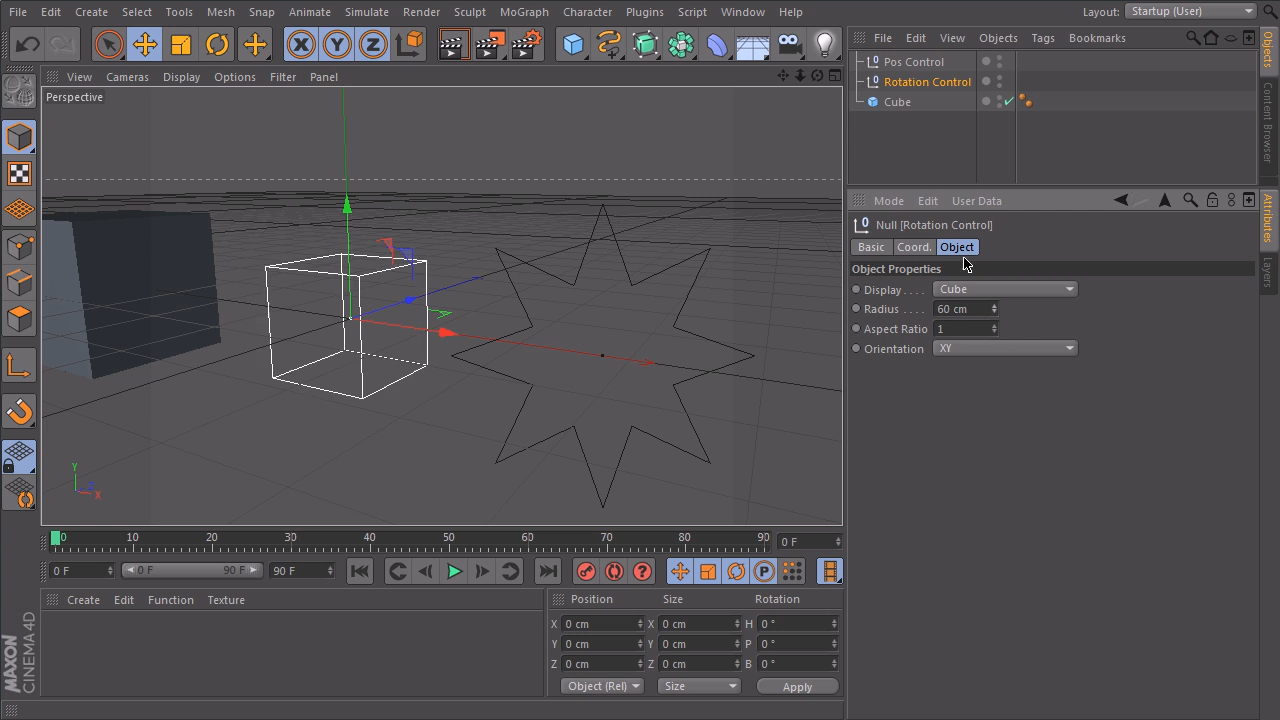 File Edit Create Select Tools Mesh Snap Animate Simulate Render Sculpt MoGraph Character Plugins Script Window Help Layout: Startup (User)
X Y Z
View Cameras Display Options Filter Panel
Perspective
Y
Z
X
0 10 20 30 40 50 60 70 80 90 0 F
0 F 0 F 90 F 90 F P
Create Edit Function Texture
Position Size Rotation
X 0 cm X 0 cm H 0 °
Y 0 cm Y 0 cm P 0 °
Z 0 cm Z 0 cm B 0 °
Object (Rel) Size Apply
MAXON
CINEMA 4D
File Edit View Objects Tags Bookmarks
Pos Control
Rotation Control
Cube
Mode Edit User Data
Null [Rotation Control]
Basic Coord. Object
Object Properties
Display . . . . Cube
Radius . . . . 60 cm
Aspect Ratio 1
Orientation XY
Objects
Content Browser
Attributes
Layers